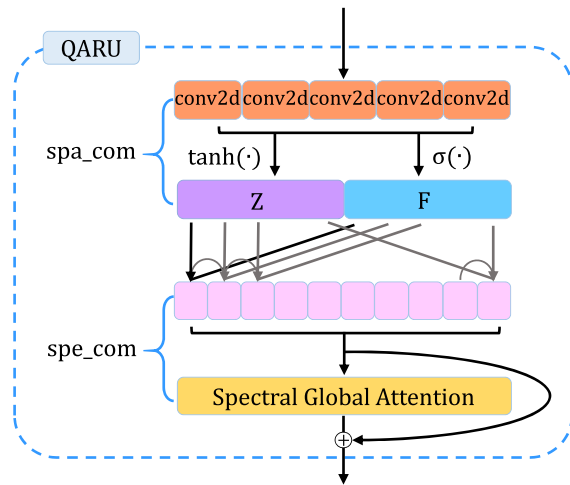 QARU
conv2d conv2d conv2d conv2d conv2d
spa_com
tanh(·) σ(·)
Z F
spe_com
Spectral Global Attention
+